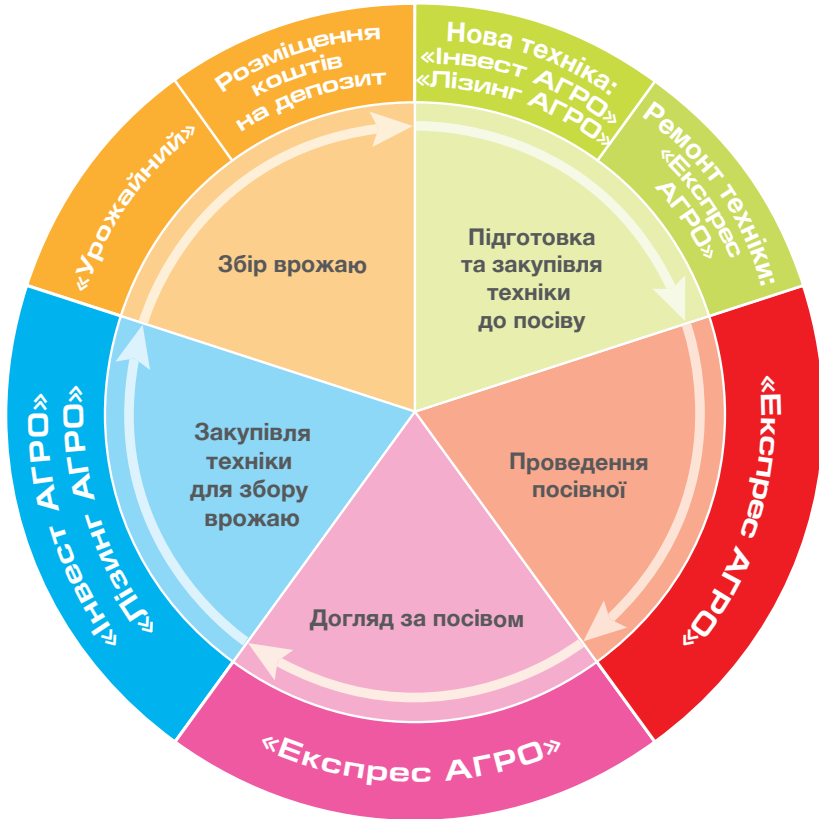 Нова техніка:
«Інвест АГРО»
«Лізинг АГРО»
Ремонт техніки:
«Експрес
АГРО»
«Експрес АГРО»
«Експрес АГРО»
«Інвест АГРО»
«Лізинг АГРО»
«Урожайний»
Розміщення
коштів
на депозит
Підготовка
та закупівля
техніки
до посіву
Проведення
посівної
Догляд за посівом
Закупівля
техніки
для збору
врожаю
Збір врожаю